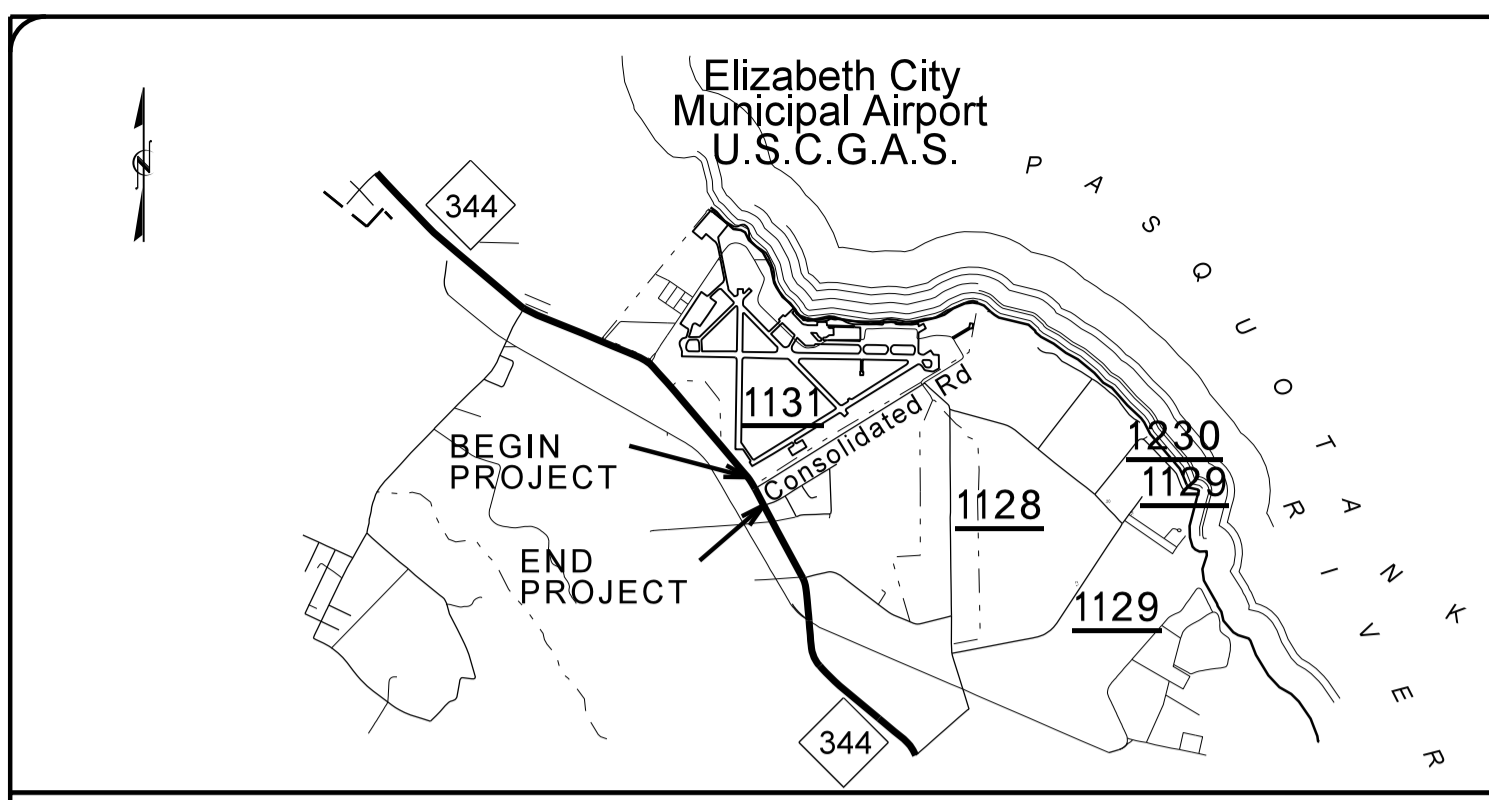 Elizabeth City
Municipal Airport
U.S.C.G.A.S.
N
344
PASQUOTANK
RIVER
1131
Consolidated Rd
BEGIN
PROJECT
1230
1129
1128
END
PROJECT
1129
344